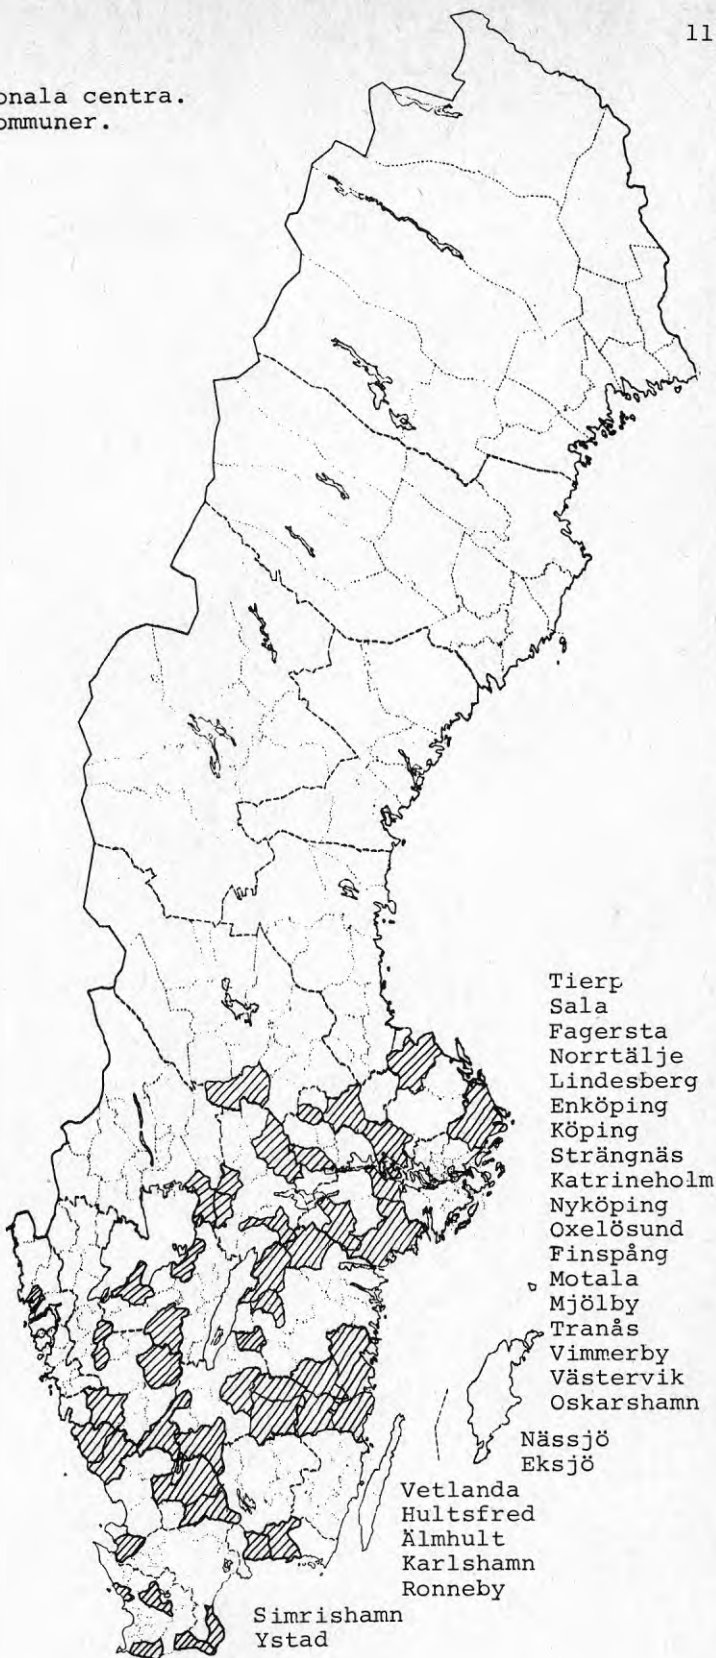 11
onala centra.
ommuner.
Tierp
Sala
Fagersta
Norrtälje
Lindesberg
Enköping
Köping
Strängnäs
Katrineholm
Nyköping
Oxelösund
Finspång
Motala
Mjölby
Tranås
Vimmerby
Västervik
Oskarshamn
Nässjö
Eksjö
Vetlanda
Hultsfred
Älmhult
Karlshamn
Ronneby
Simrishamn
Ystad